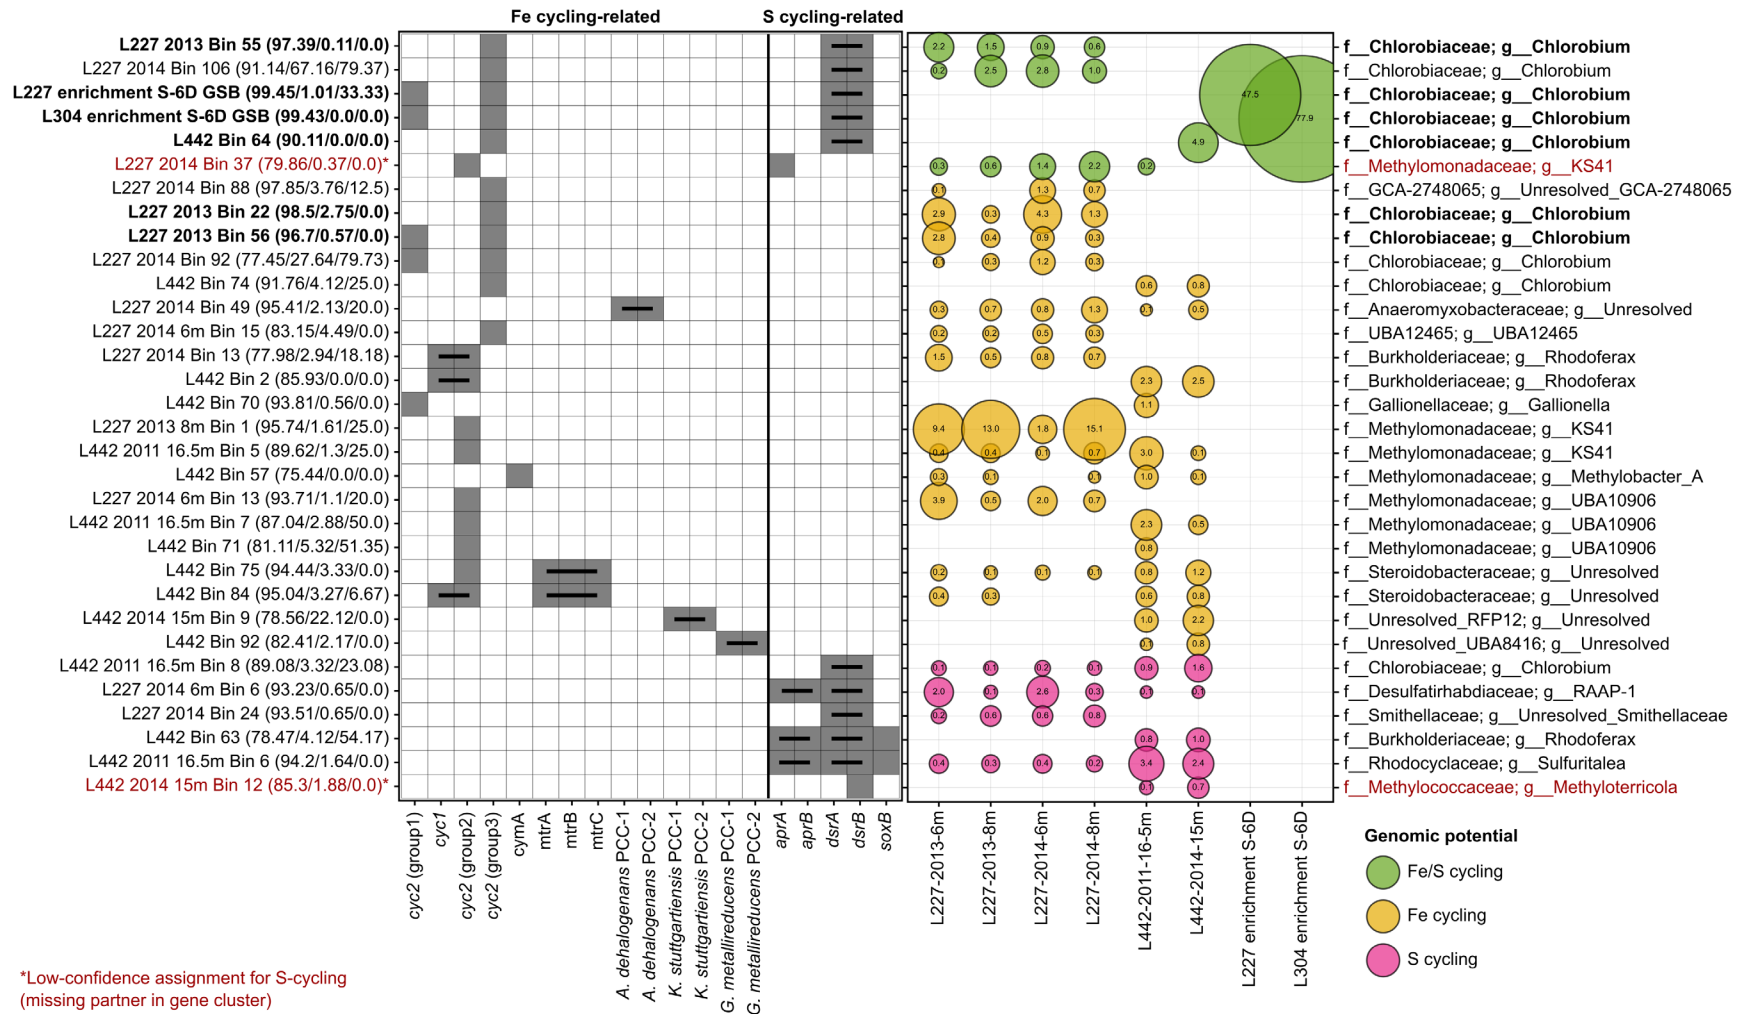 Fe cycling-related
S cycling-related
L227 2013 Bin 55 (97.39/0.11/0.0)
L227 2014 Bin 106 (91.14/67.16/79.37)
L227 enrichment S-6D GSB (99.45/1.01/33.33)
L304 enrichment S-6D GSB (99.43/0.0/0.0)
L442 Bin 64 (90.11/0.0/0.0)
L227 2014 Bin 37 (79.86/0.37/0.0)*
L227 2014 Bin 88 (97.85/3.76/12.5)
L227 2013 Bin 22 (98.5/2.75/0.0)
L227 2013 Bin 56 (96.7/0.57/0.0)
L227 2014 Bin 92 (77.45/27.64/79.73)
L442 Bin 74 (91.76/4.12/25.0)
L227 2014 Bin 49 (95.41/2.13/20.0)
L227 2014 6m Bin 15 (83.15/4.49/0.0)
L227 2014 Bin 13 (77.98/2.94/18.18)
L442 Bin 2 (85.93/0.0/0.0)
L442 Bin 70 (93.81/0.56/0.0)
L227 2013 8m Bin 1 (95.74/1.61/25.0)
L442 2011 16.5m Bin 5 (89.62/1.3/25.0)
L442 Bin 57 (75.44/0.0/0.0)
L227 2014 6m Bin 13 (93.71/1.1/20.0)
L442 2011 16.5m Bin 7 (87.04/2.88/50.0)
L442 Bin 71 (81.11/5.32/51.35)
L442 Bin 75 (94.44/3.33/0.0)
L442 Bin 84 (95.04/3.27/6.67)
L442 2014 15m Bin 9 (78.56/22.12/0.0)
L442 Bin 92 (82.41/2.17/0.0)
L442 2011 16.5m Bin 8 (89.08/3.32/23.08)
L227 2014 6m Bin 6 (93.23/0.65/0.0)
L227 2014 Bin 24 (93.51/0.65/0.0)
L442 Bin 63 (78.47/4.12/54.17)
L442 2011 16.5m Bin 6 (94.2/1.64/0.0)
L442 2014 15m Bin 12 (85.3/1.88/0.0)*
cyc2 (group1)
cyc1
cyc2 (group2)
cyc2 (group3)
cymA
mtrA
mtrB
mtrC
A. dehalogenans PCC-1
A. dehalogenans PCC-2
K. stuttgartiensis PCC-1
K. stuttgartiensis PCC-2
G. metallireducens PCC-1
G. metallireducens PCC-2
aprA
aprB
dsrA
dsrB
soxB
2.2 1.5 0.9 0.6
0.2 2.5 2.8 1.0
47.5
77.9
4.9
0.3 0.6 1.4 2.2 0.2
0.1 1.3 0.7
2.9 0.3 4.3 1.3
2.8 0.4 0.9 0.3
0.1 0.3 1.2 0.3
0.6 0.8
0.3 0.7 0.8 1.3 0.1 0.5
0.2 0.2 0.5 0.3
1.5 0.5 0.8 0.7
2.3 2.5
1.1
9.4 13.0 1.8 15.1
0.4 0.4 0.1 0.7 3.0 0.1
0.3 0.1 0.1 1.0 0.1
3.9 0.5 2.0 0.7
2.3 0.5
0.8
0.2 0.1 0.1 0.1 0.8 1.2
0.4 0.3 0.6 0.8
1.0 2.2
0.1 0.8
0.1 0.1 0.2 0.1 0.9 1.6
2.0 0.1 2.6 0.3 0.1 0.1
0.2 0.6 0.6 0.8
0.8 1.0
0.4 0.3 0.4 0.2 3.4 2.4
0.1 0.7
f__Chlorobiaceae; g__Chlorobium
f__Chlorobiaceae; g__Chlorobium
f__Chlorobiaceae; g__Chlorobium
f__Chlorobiaceae; g__Chlorobium
f__Chlorobiaceae; g__Chlorobium
f__Methylomonadaceae; g__KS41
f__GCA-2748065; g__Unresolved_GCA-2748065
f__Chlorobiaceae; g__Chlorobium
f__Chlorobiaceae; g__Chlorobium
f__Chlorobiaceae; g__Chlorobium
f__Chlorobiaceae; g__Chlorobium
f__Anaeromyxobacteraceae; g__Unresolved
f__UBA12465; g__UBA12465
f__Burkholderiaceae; g__Rhodoferax
f__Burkholderiaceae; g__Rhodoferax
f__Gallionellaceae; g__Gallionella
f__Methylomonadaceae; g__KS41
f__Methylomonadaceae; g__KS41
f__Methylomonadaceae; g__Methylobacter_A
f__Methylomonadaceae; g__UBA10906
f__Methylomonadaceae; g__UBA10906
f__Methylomonadaceae; g__UBA10906
f__Steroidobacteraceae; g__Unresolved
f__Steroidobacteraceae; g__Unresolved
f__Unresolved_RFP12; g__Unresolved
f__Unresolved_UBA8416; g__Unresolved
f__Chlorobiaceae; g__Chlorobium
f__Desulfatirhabdiaceae; g__RAAP-1
f__Smithellaceae; g__Unresolved_Smithellaceae
f__Burkholderiaceae; g__Rhodoferax
f__Rhodocyclaceae; g__Sulfuritalea
f__Methylococcaceae; g__Methyloterricola
L227-2013-6m
L227-2013-8m
L227-2014-6m
L227-2014-8m
L442-2011-16-5m
L442-2014-15m
L227 enrichment S-6D
L304 enrichment S-6D
Genomic potential
Fe/S cycling
Fe cycling
S cycling
*Low-confidence assignment for S-cycling
(missing partner in gene cluster)